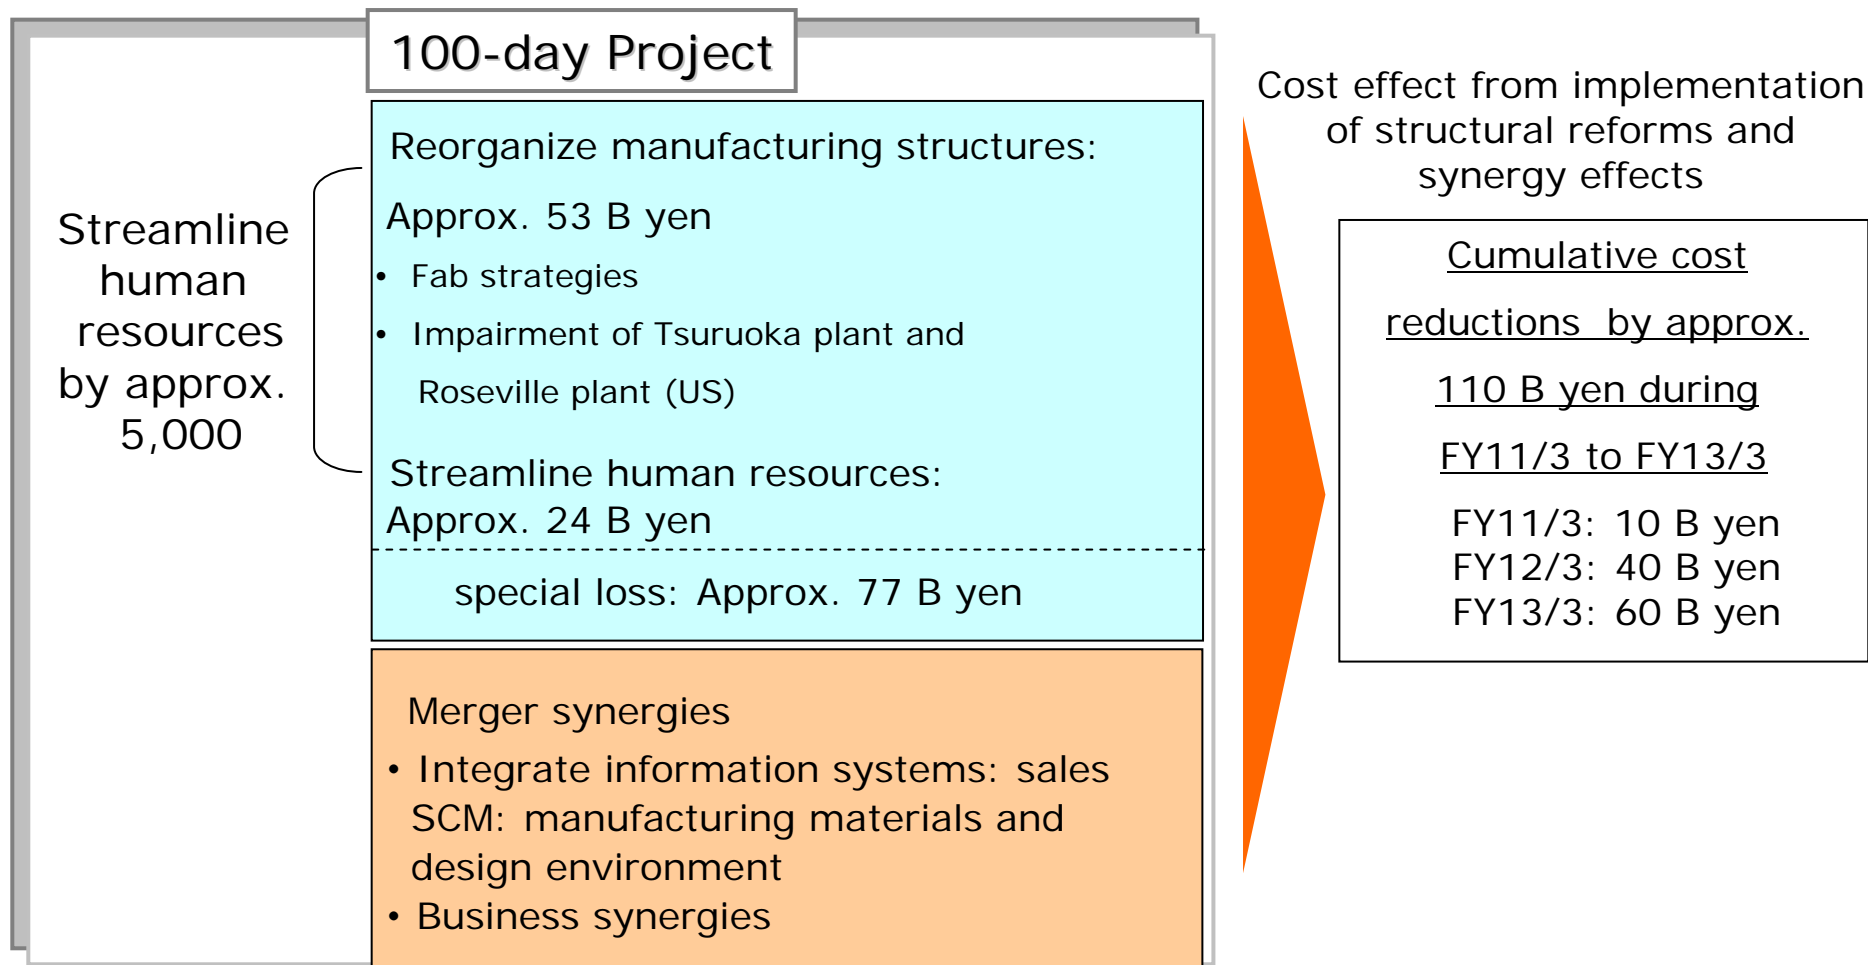 100-day Project
Streamline
human
resources
by approx.
5,000
Reorganize manufacturing structures:
Approx. 53 B yen
• Fab strategies
• Impairment of Tsuruoka plant and
Roseville plant (US)
Streamline human resources:
Approx. 24 B yen
special loss: Approx. 77 B yen
Merger synergies
• Integrate information systems: sales
SCM: manufacturing materials and
design environment
• Business synergies
Cost effect from implementation
of structural reforms and
synergy effects
Cumulative cost
reductions by approx.
110 B yen during
FY11/3 to FY13/3
FY11/3: 10 B yen
FY12/3: 40 B yen
FY13/3: 60 B yen